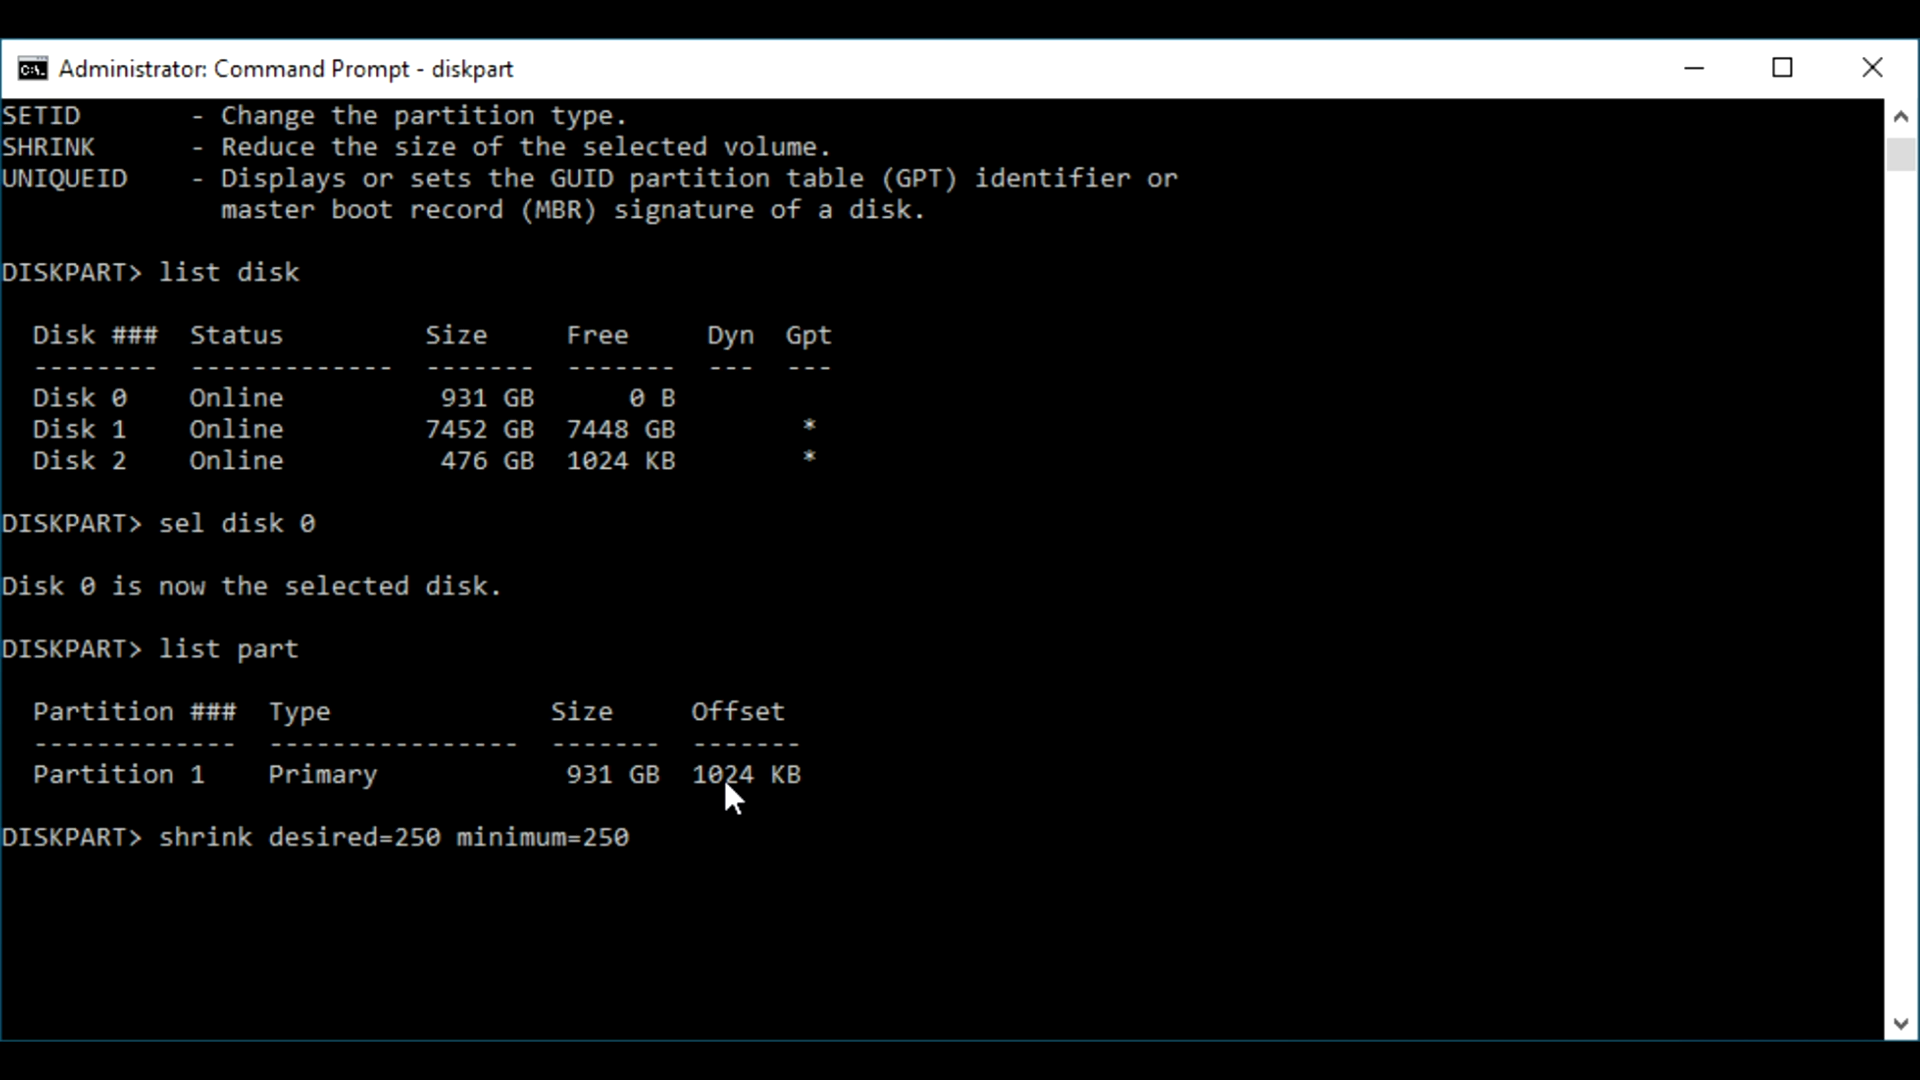 Administrator: Command Prompt - diskpart
SETID       - Change the partition type.
SHRINK      - Reduce the size of the selected volume.
UNIQUEID    - Displays or sets the GUID partition table (GPT) identifier or
              master boot record (MBR) signature of a disk.
DISKPART> list disk
  Disk ###  Status         Size     Free     Dyn  Gpt
  --------  -------------  -------  -------  ---  ---
  Disk 0    Online          931 GB      0 B
  Disk 1    Online         7452 GB  7448 GB        *
  Disk 2    Online          476 GB  1024 KB        *
DISKPART> sel disk 0
Disk 0 is now the selected disk.
DISKPART> list part
  Partition ###  Type              Size     Offset
  -------------  ----------------  -------  -------
  Partition 1    Primary            931 GB  1024 KB
DISKPART> shrink desired=250 minimum=250